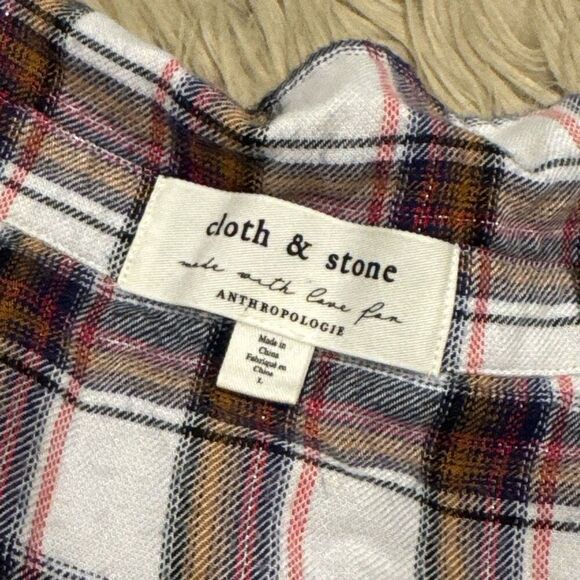 cloth & stone
made with love for
ANTHROPOLOGIE
Made in
China
Fabriqué en
Chine
L